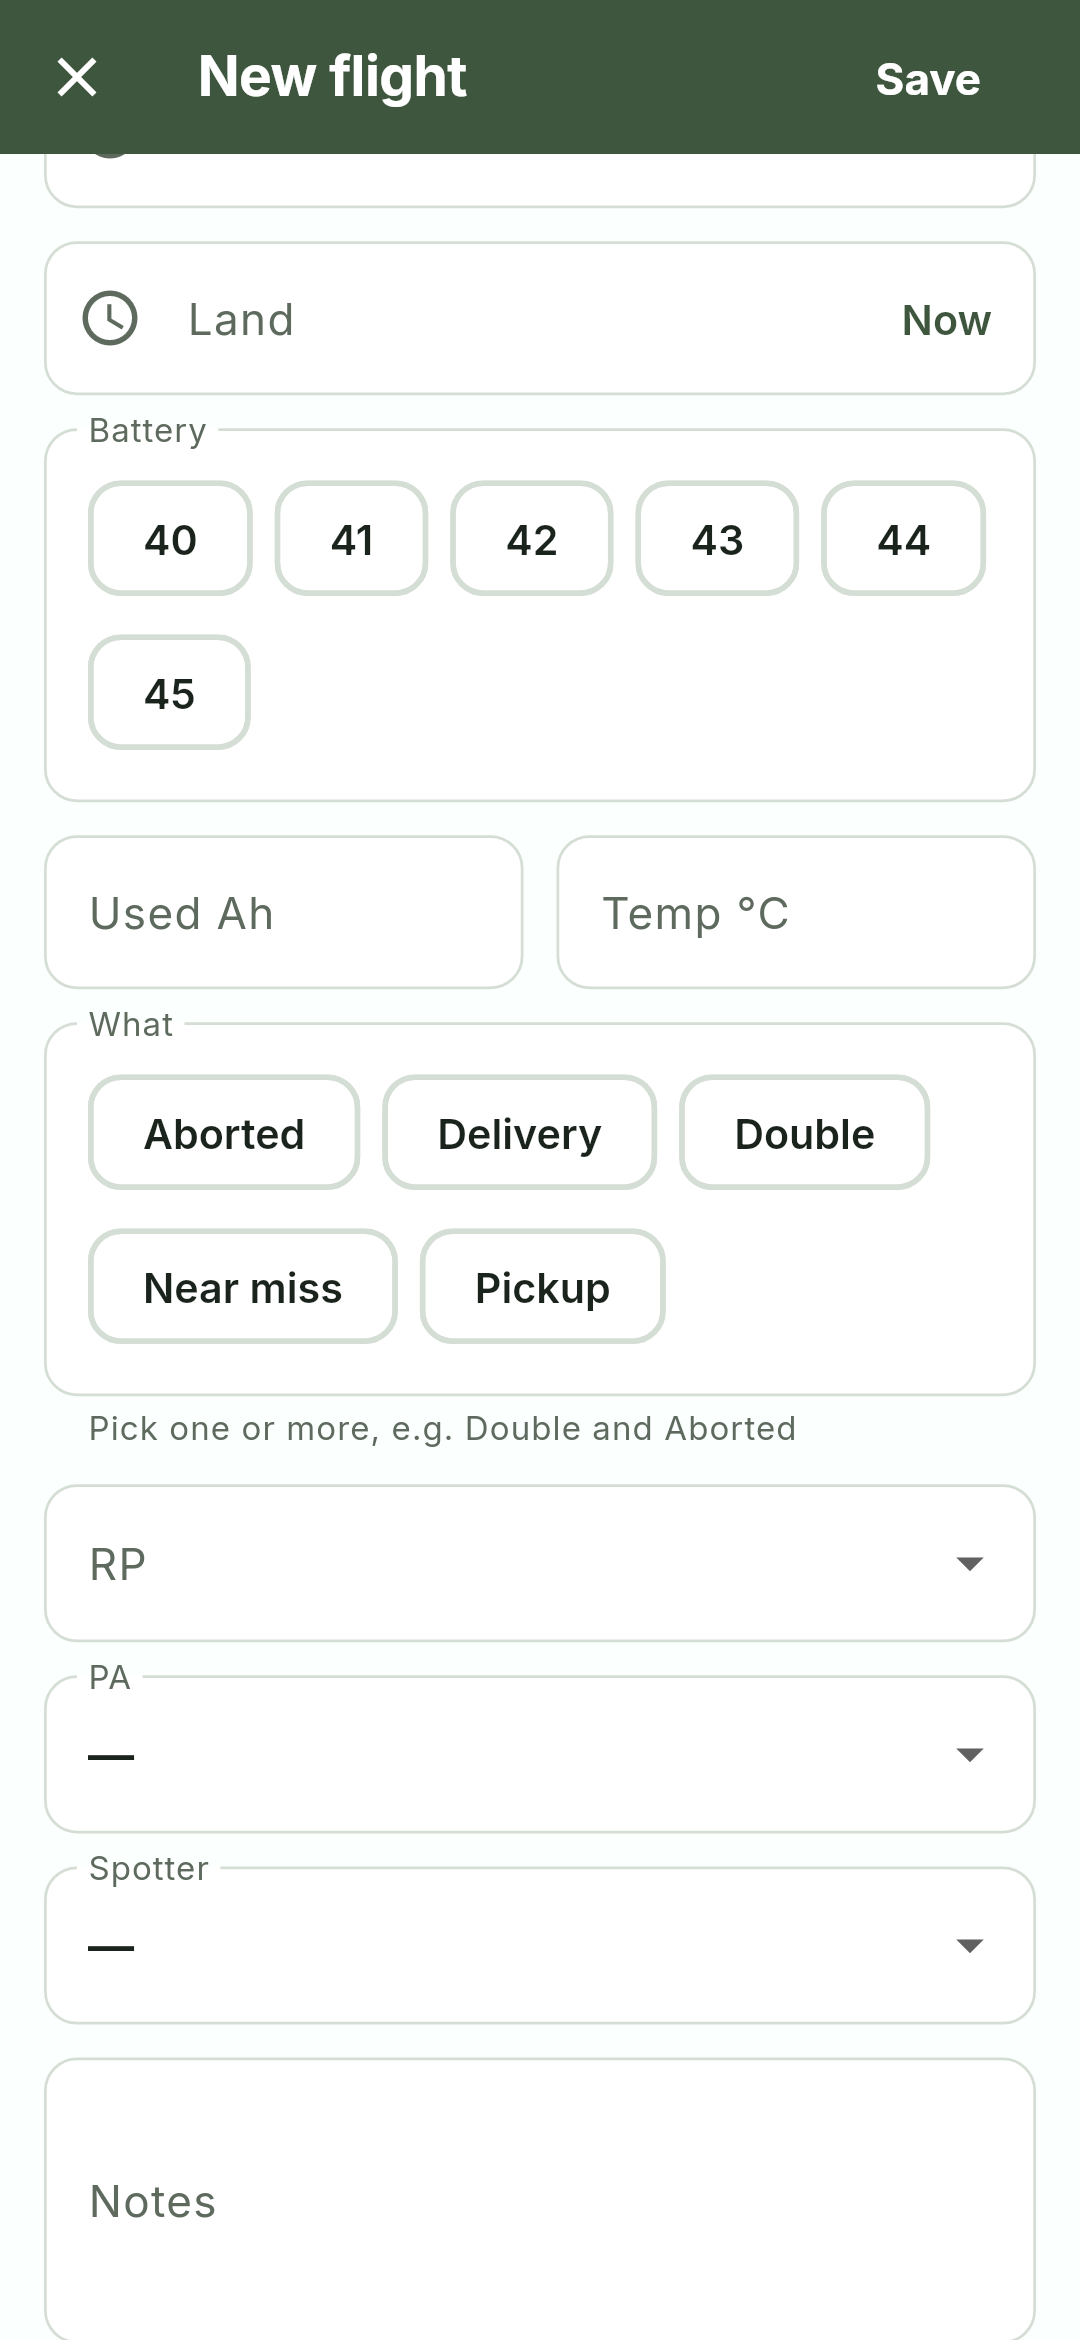 New flight
Save
Land
Now
Battery
40
41
42
43
44
45
Used Ah
Temp °C
What
Aborted
Delivery
Double
Near miss
Pickup
Pick one or more, e.g. Double and Aborted
RP
PA
—
Spotter
—
Notes